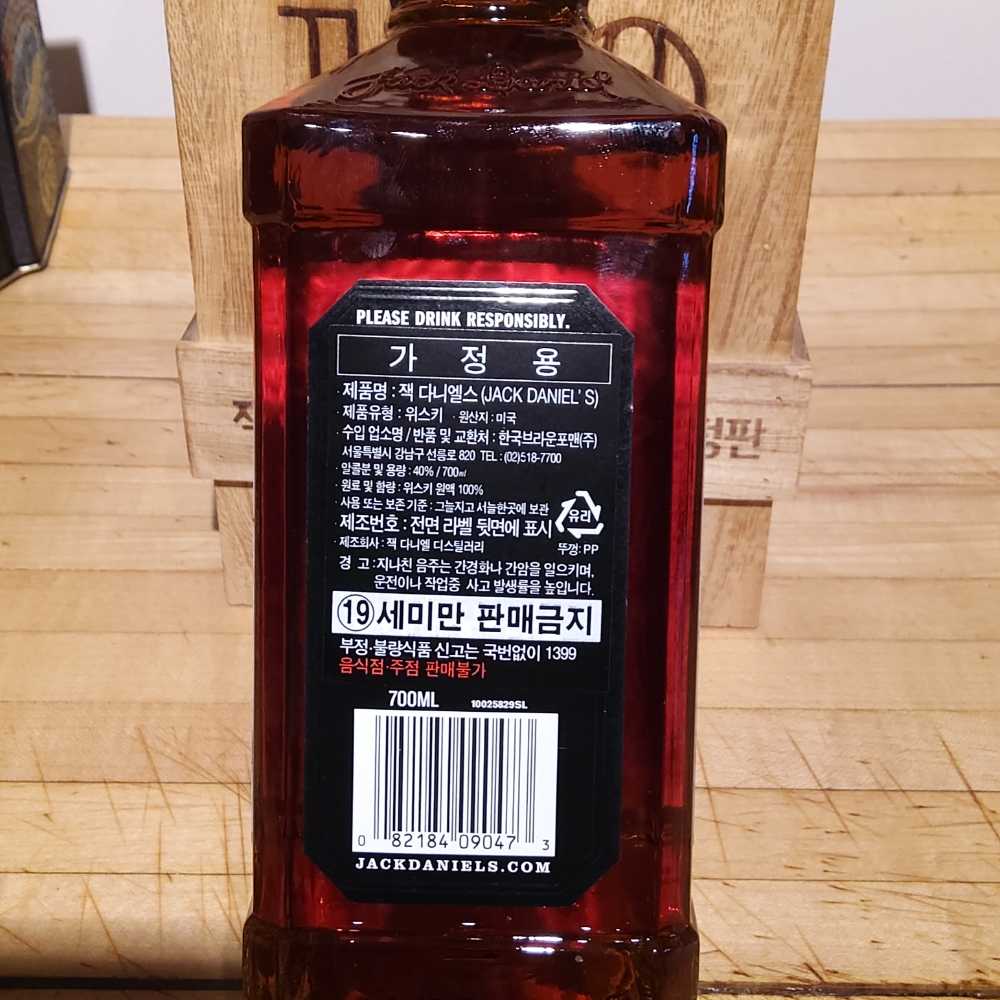 Jack Daniel's
PLEASE DRINK RESPONSIBLY.
가 정 용
· 제품명 : 잭 다니엘스 (JACK DANIEL' S)
· 제품유형 : 위스키 · 원산지 : 미국
· 수입 업소명 / 반품 및 교환처 : 한국브라운포맨(주)
서울특별시 강남구 선릉로 820 TEL : (02)518-7700
· 알콜분 및 용량 : 40% / 700㎖
· 원료 및 함량 : 위스키 원액 100%
· 사용 또는 보존 기준 : 그늘지고 서늘한곳에 보관
· 제조번호 : 전면 라벨 뒷면에 표시
· 제조회사 : 잭 다니엘 디스틸러리
유리
뚜껑: PP
경 고 : 지나친 음주는 간경화나 간암을 일으키며,
운전이나 작업중 사고 발생률을 높입니다.
⑲세미만 판매금지
부정·불량식품 신고는 국번없이 1399
음식점·주점 판매불가
700ML 10025829SL
0 82184 09047 3
JACKDANIELS.COM